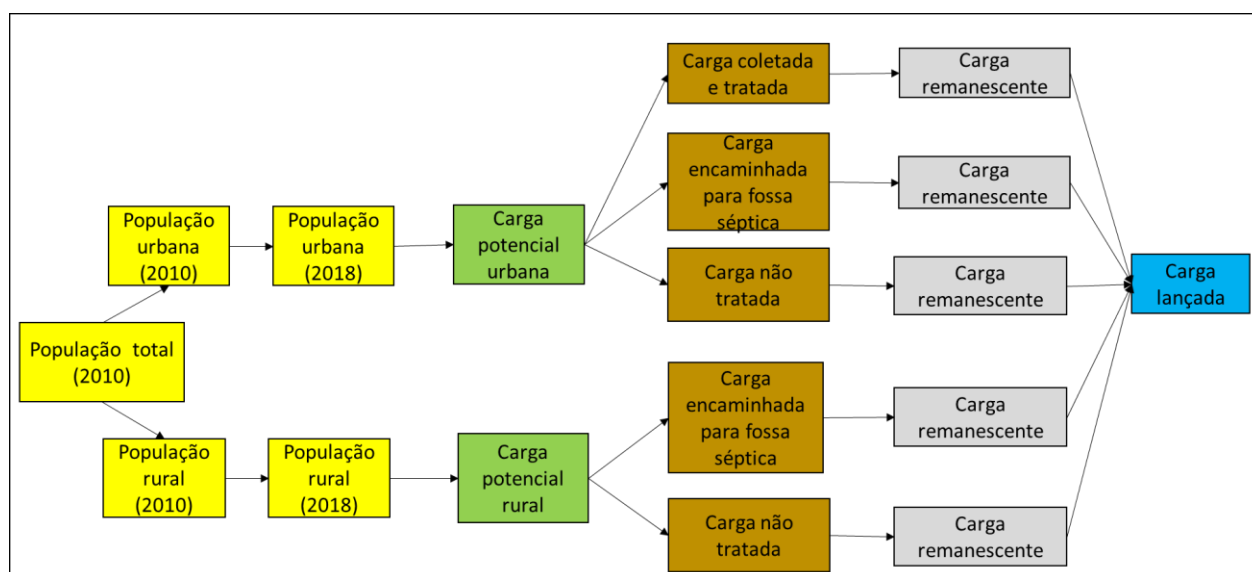 Carga coletada
e tratada
Carga
remanescente
Carga
encaminhada
para fossa
séptica
Carga
remanescente
População
urbana
(2010)
População
urbana
(2018)
Carga
potencial
urbana
Carga não
tratada
Carga
remanescente
Carga
lançada
População total
(2010)
População
rural
(2010)
População
rural
(2018)
Carga
potencial
rural
Carga
encaminhada
para fossa
séptica
Carga
remanescente
Carga não
tratada
Carga
remanescente